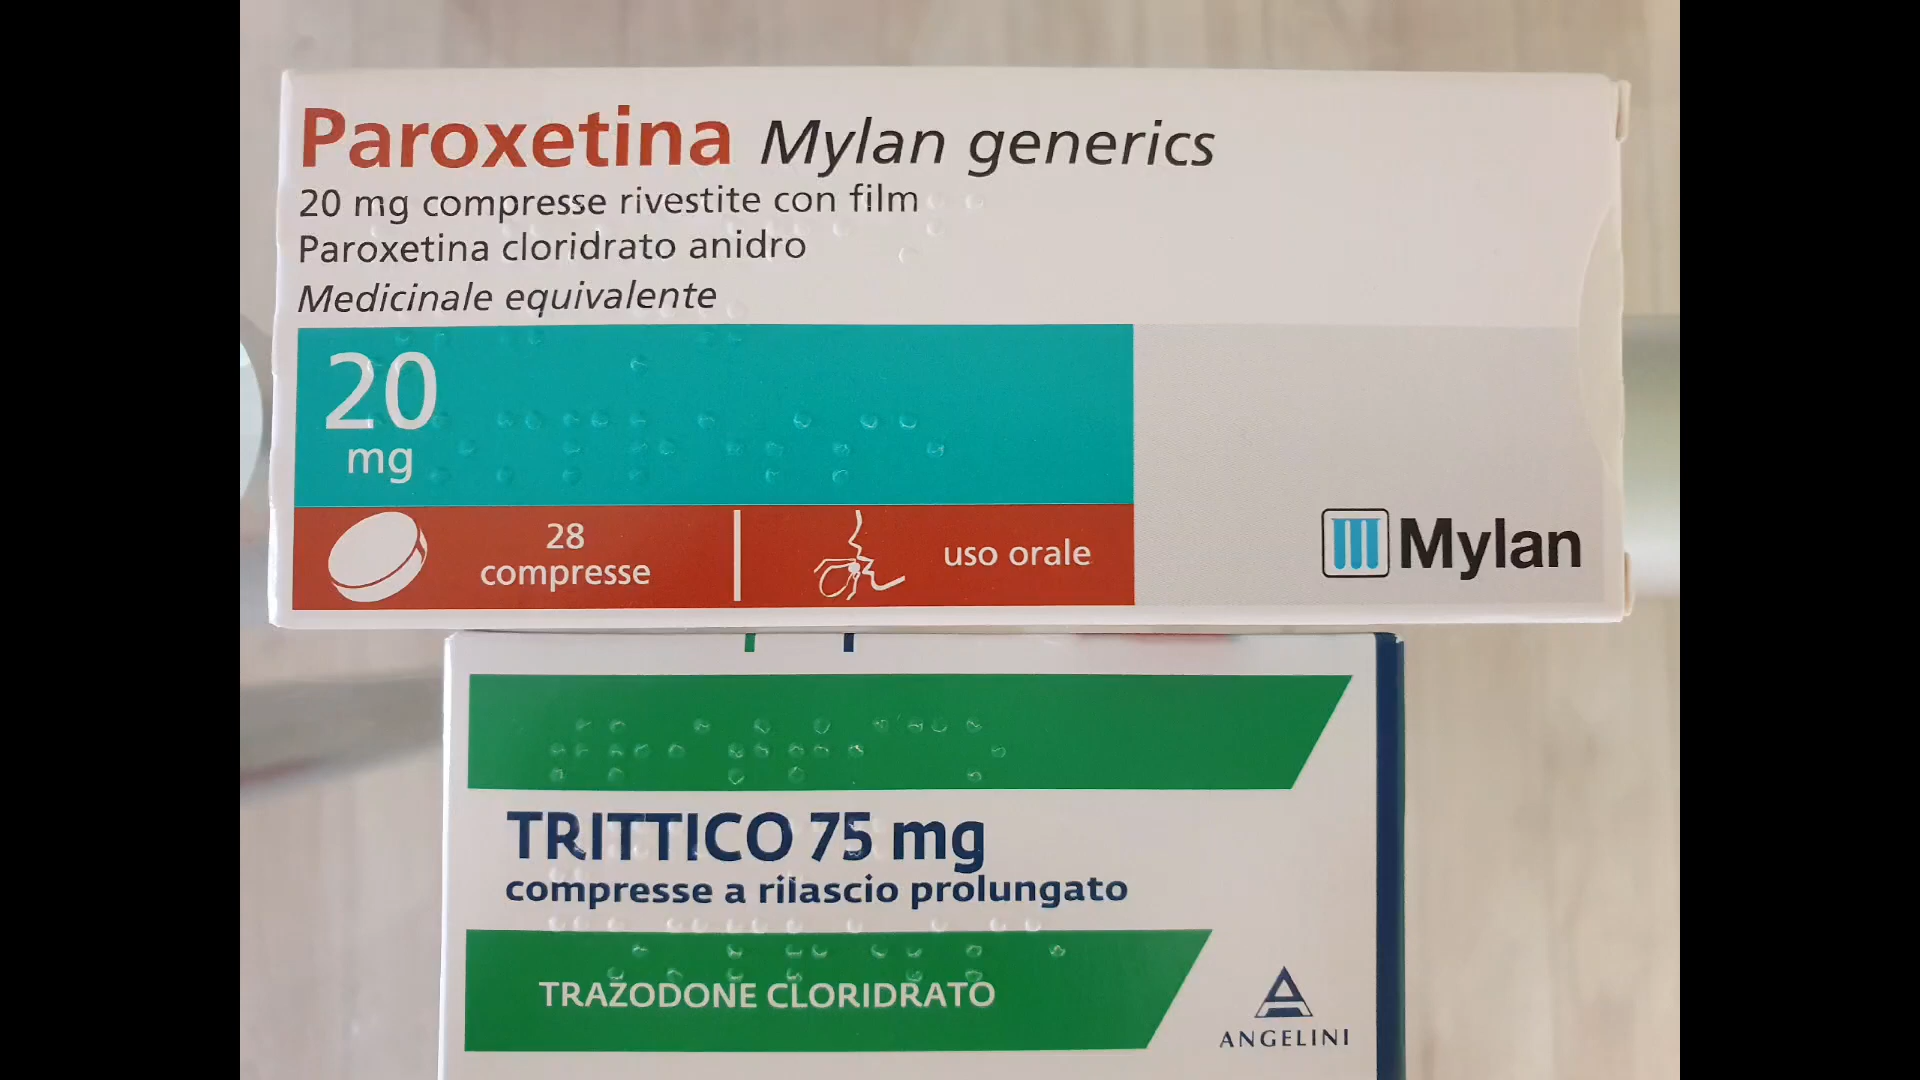 Paroxetina Mylan generics
20 mg compresse rivestite con film
Paroxetina cloridrato anidro
Medicinale equivalente
20
mg
28
compresse
uso orale
Mylan
TRITTICO 75 mg
compresse a rilascio prolungato
TRAZODONE CLORIDRATO
ANGELINI